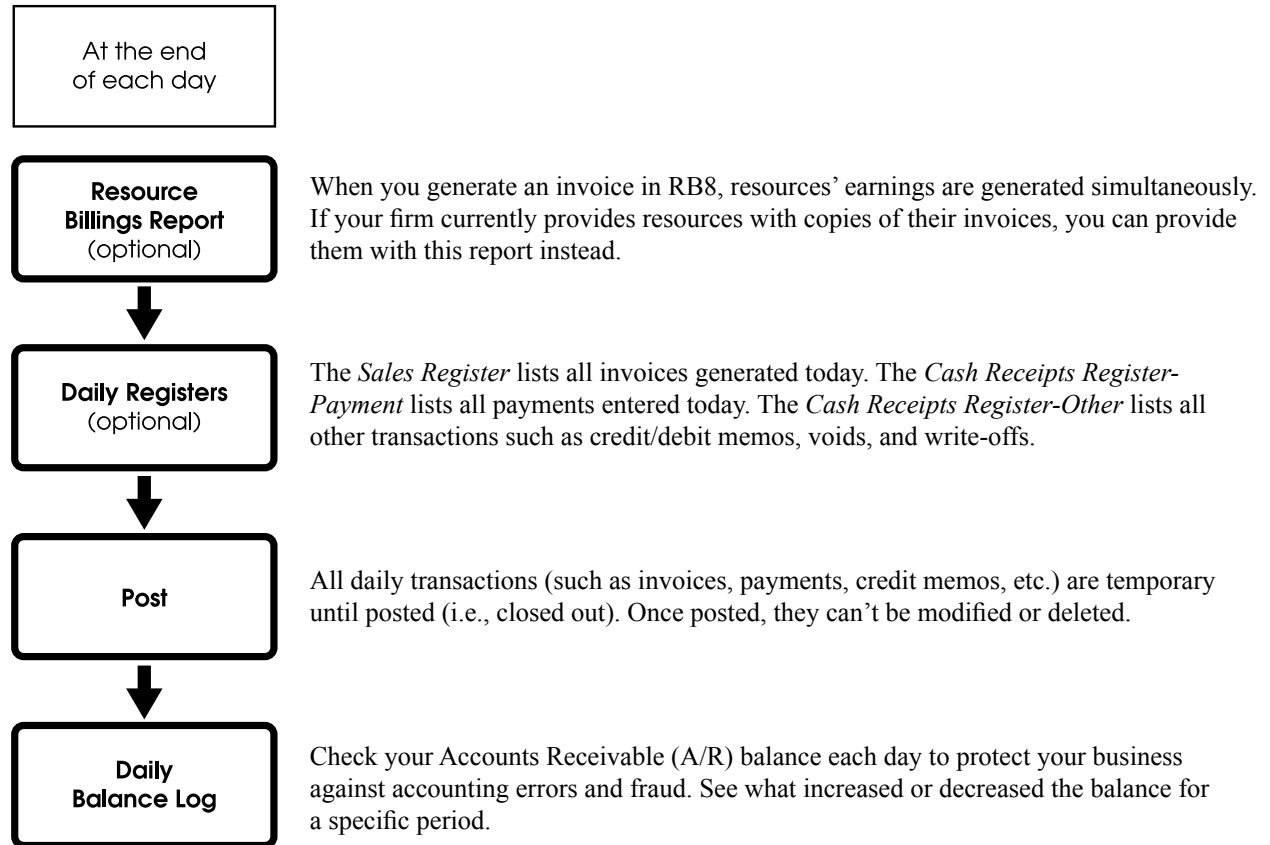 At the end
of each day
Resource
Billings Report
(optional)
When you generate an invoice in RB8, resources’ earnings are generated simultaneously.
If your firm currently provides resources with copies of their invoices, you can provide
them with this report instead.
Daily Registers
(optional)
The Sales Register lists all invoices generated today. The Cash Receipts Register-
Payment lists all payments entered today. The Cash Receipts Register-Other lists all
other transactions such as credit/debit memos, voids, and write-offs.
Post
All daily transactions (such as invoices, payments, credit memos, etc.) are temporary
until posted (i.e., closed out). Once posted, they can’t be modified or deleted.
Daily
Balance Log
Check your Accounts Receivable (A/R) balance each day to protect your business
against accounting errors and fraud. See what increased or decreased the balance for
a specific period.